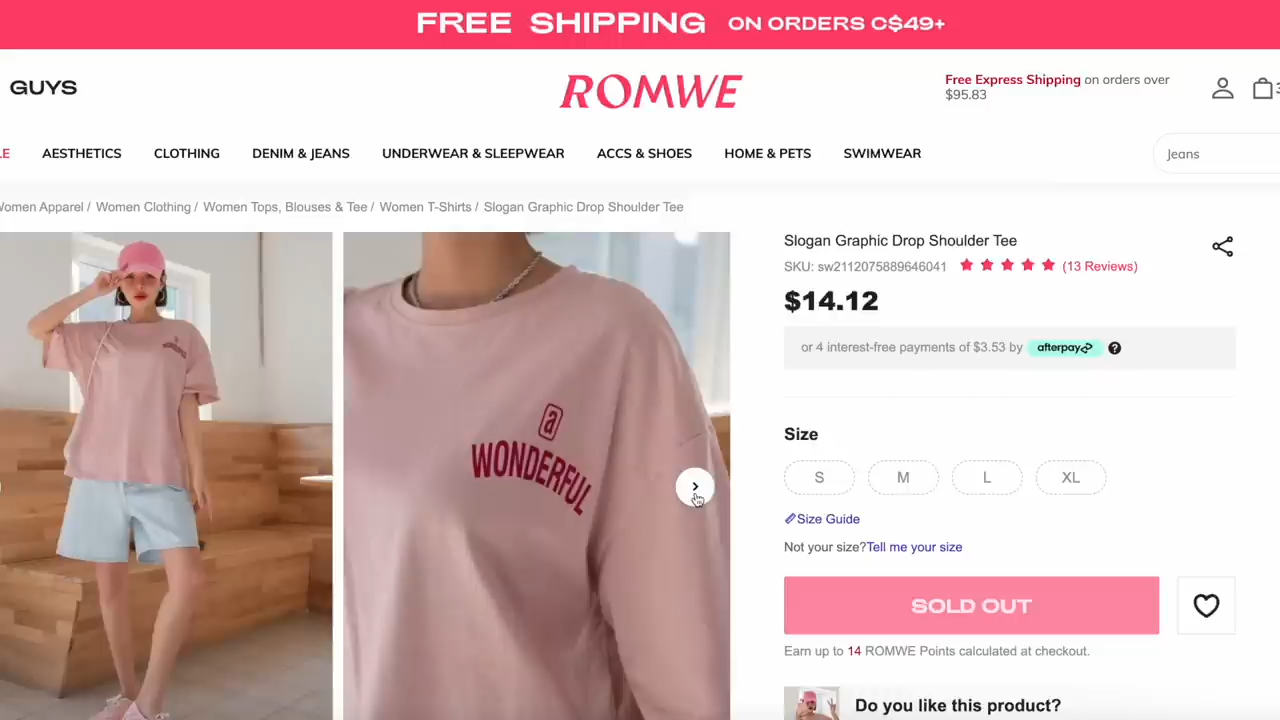 FREE SHIPPING ON ORDERS C$49+
GUYS
ROMWE
Free Express Shipping on orders over
$95.83
AESTHETICS CLOTHING DENIM & JEANS UNDERWEAR & SLEEPWEAR ACCS & SHOES HOME & PETS SWIMWEAR
Jeans
Women Apparel / Women Clothing / Women Tops, Blouses & Tee / Women T-Shirts / Slogan Graphic Drop Shoulder Tee
a
WONDERFUL
Slogan Graphic Drop Shoulder Tee
SKU: sw2112075889646041 (13 Reviews)
$14.12
or 4 interest-free payments of $3.53 by afterpay
Size
S M L XL
Size Guide
Not your size?Tell me your size
SOLD OUT
Earn up to 14 ROMWE Points calculated at checkout.
Do you like this product?